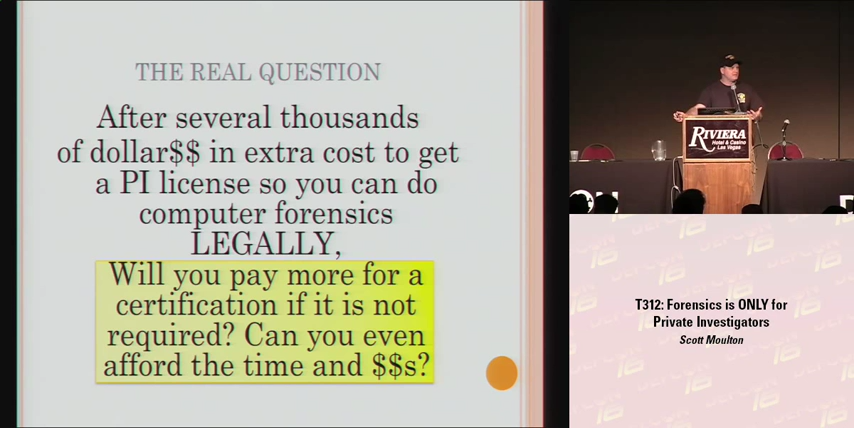 THE REAL QUESTION
After several thousands
of dollar$$ in extra cost to get
a PI license so you can do
computer forensics
LEGALLY,
Will you pay more for a
certification if it is not
required? Can you even
afford the time and $$s?
RIVIERA
Hotel & Casino
Las Vegas
T312: Forensics is ONLY for
Private Investigators
Scott Moulton